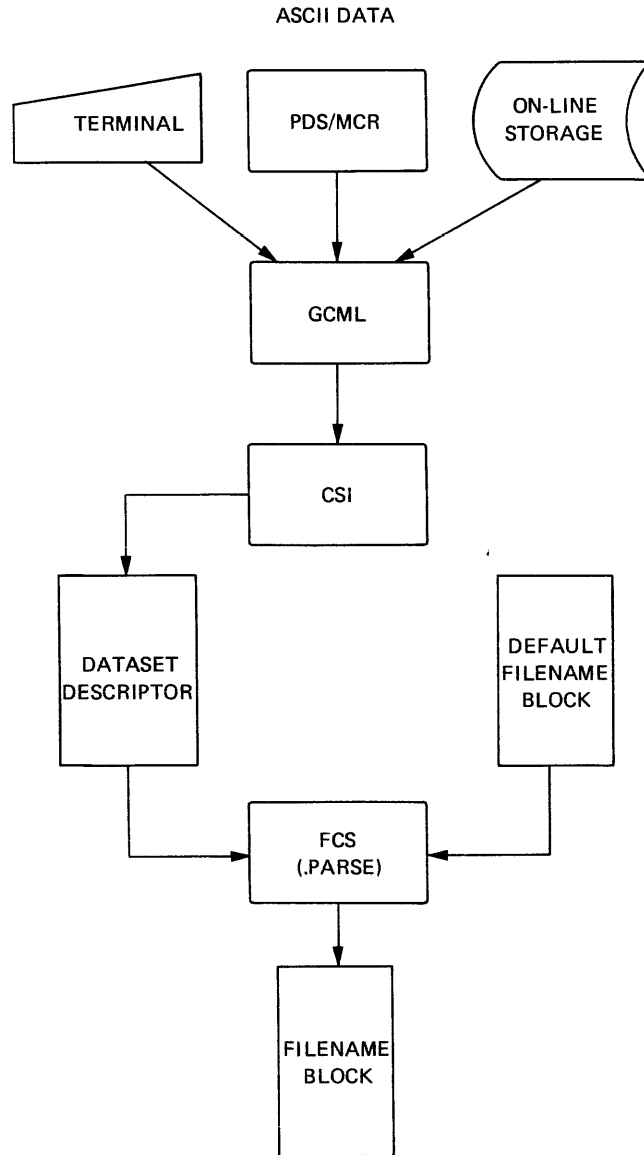 ASCII DATA
TERMINAL
PDS/MCR
ON-LINE
STORAGE
GCML
CSI
DATASET
DESCRIPTOR
DEFAULT
FILENAME
BLOCK
FCS
(.PARSE)
FILENAME
BLOCK